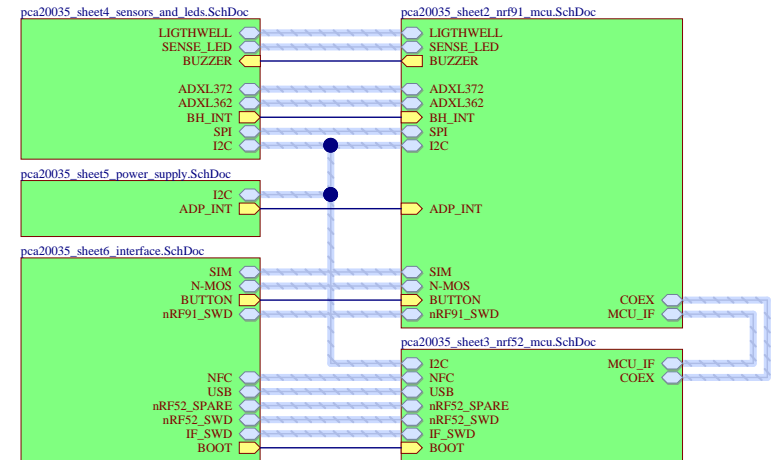 pca20035_sheet4_sensors_and_leds.SchDoc
LIGTHWELL
SENSE_LED
BUZZER
ADXL372
ADXL362
BH_INT
SPI
I2C
pca20035_sheet2_nrf91_mcu.SchDoc
LIGTHWELL
SENSE_LED
BUZZER
ADXL372
ADXL362
BH_INT
SPI
I2C
ADP_INT
SIM
N-MOS
BUTTON
nRF91_SWD
COEX
MCU_IF
pca20035_sheet5_power_supply.SchDoc
I2C
ADP_INT
pca20035_sheet6_interface.SchDoc
SIM
N-MOS
BUTTON
nRF91_SWD
NFC
USB
nRF52_SPARE
nRF52_SWD
IF_SWD
BOOT
pca20035_sheet3_nrf52_mcu.SchDoc
I2C
NFC
USB
nRF52_SPARE
nRF52_SWD
IF_SWD
BOOT
MCU_IF
COEX